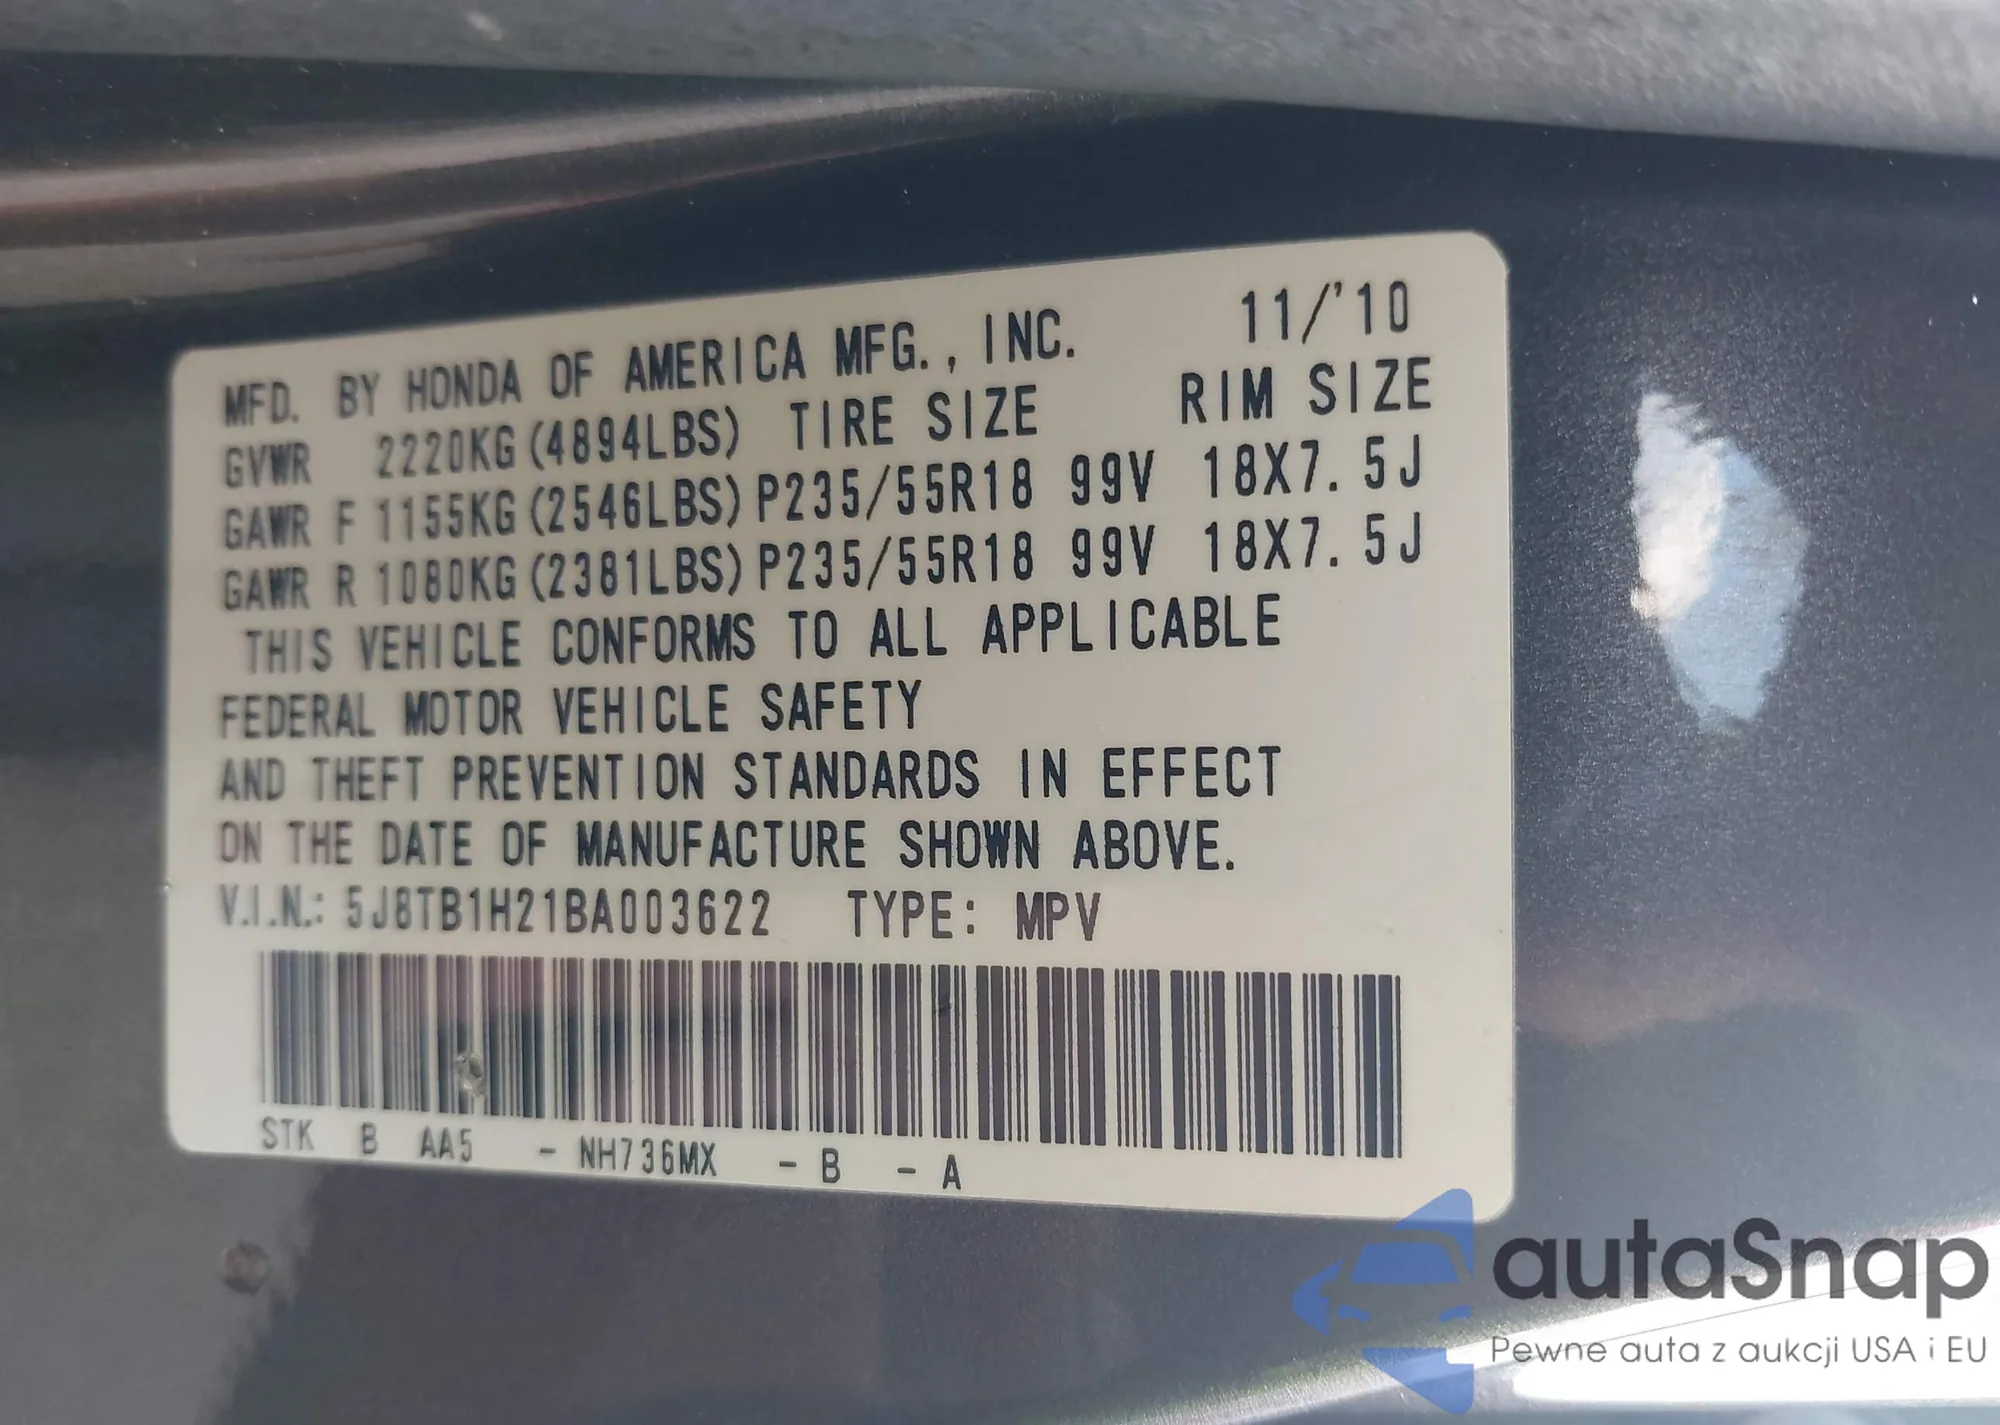 MFD. BY HONDA OF AMERICA MFG., INC. 11/'10
GVWR 2220KG(4894LBS) TIRE SIZE RIM SIZE
GAWR F 1155KG(2546LBS) P235/55R18 99V 18X7.5J
GAWR R 1080KG(2381LBS) P235/55R18 99V 18X7.5J
THIS VEHICLE CONFORMS TO ALL APPLICABLE
FEDERAL MOTOR VEHICLE SAFETY
AND THEFT PREVENTION STANDARDS IN EFFECT
ON THE DATE OF MANUFACTURE SHOWN ABOVE.
V.I.N.: 5J8TB1H21BA003622 TYPE: MPV
STK B AA5 - NH736MX - B - A
autaSnap
Pewne auta z aukcji USA i EU